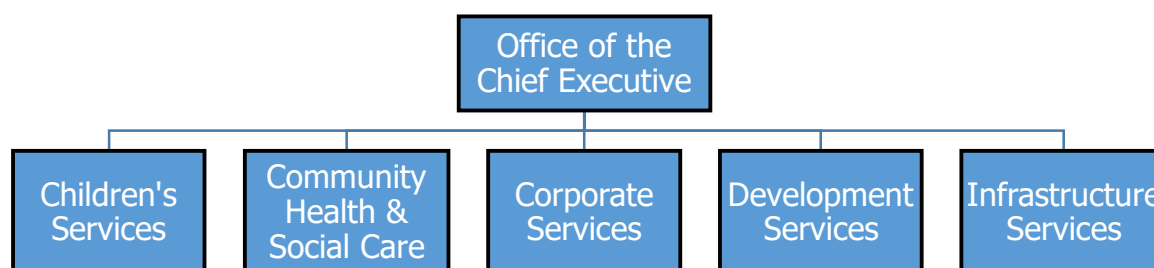 Office of the
Chief Executive
Children's
Services
Community
Health &
Social Care
Corporate
Services
Development
Services
Infrastructure
Services